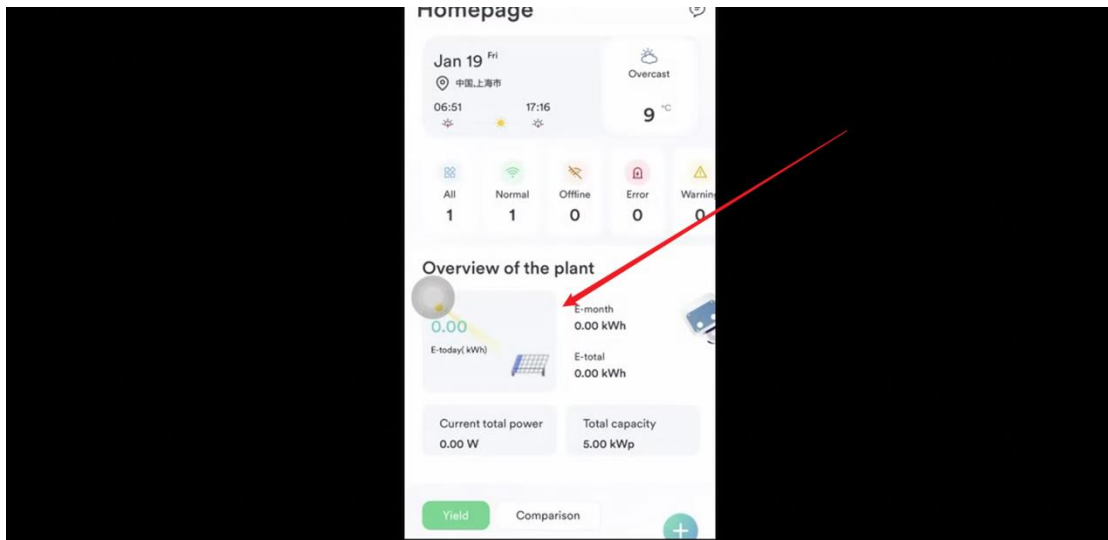 Homepage
Jan 19 Fri
中国,上海市
06:51 17:16
Overcast
9 °C
All
1
Normal
1
Offline
0
Error
0
Warning
0
Overview of the plant
0.00
E-today( kWh)
E-month
0.00 kWh
E-total
0.00 kWh
Current total power
0.00 W
Total capacity
5.00 kWp
Yield
Comparison